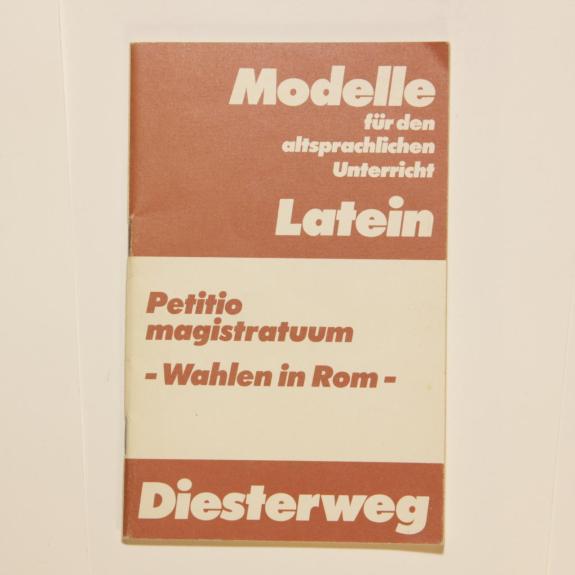 Modelle
für den
altsprachlichen
Unterricht
Latein
Petitio
magistratuum
- Wahlen in Rom -
Diesterweg